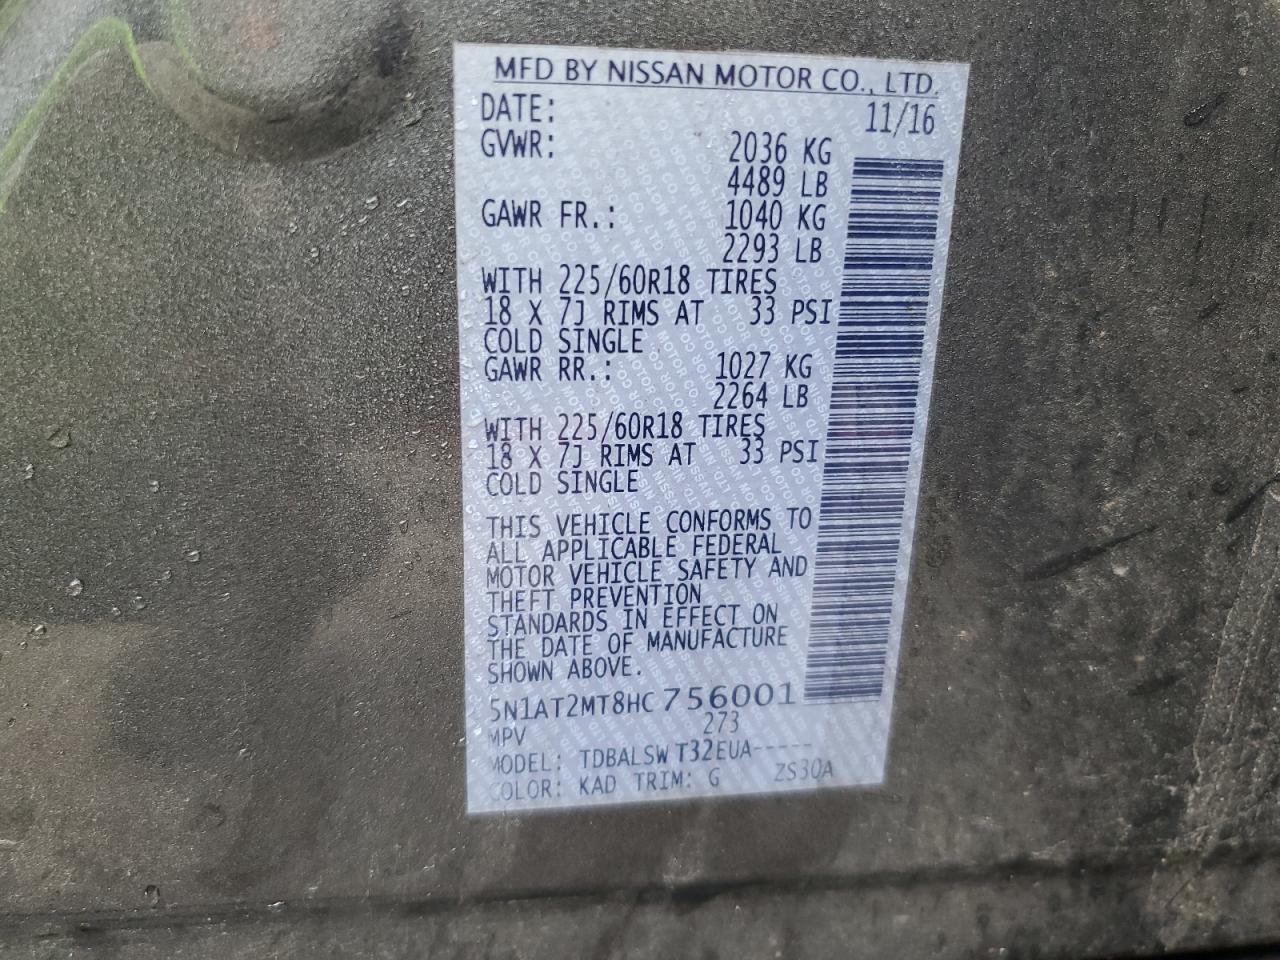 MFD BY NISSAN MOTOR CO., LTD.
DATE: 11/16
GVWR: 2036 KG
4489 LB
GAWR FR.: 1040 KG
2293 LB
WITH 225/60R18 TIRES
18 X 7J RIMS AT 33 PSI
COLD SINGLE
GAWR RR.: 1027 KG
2264 LB
WITH 225/60R18 TIRES
18 X 7J RIMS AT 33 PSI
COLD SINGLE
THIS VEHICLE CONFORMS TO
ALL APPLICABLE FEDERAL
MOTOR VEHICLE SAFETY AND
THEFT PREVENTION
STANDARDS IN EFFECT ON
THE DATE OF MANUFACTURE
SHOWN ABOVE.
5N1AT2MT8HC756001
MPV 273
MODEL: TDBALSW T32EUA-----
COLOR: KAD TRIM: G ZS30A